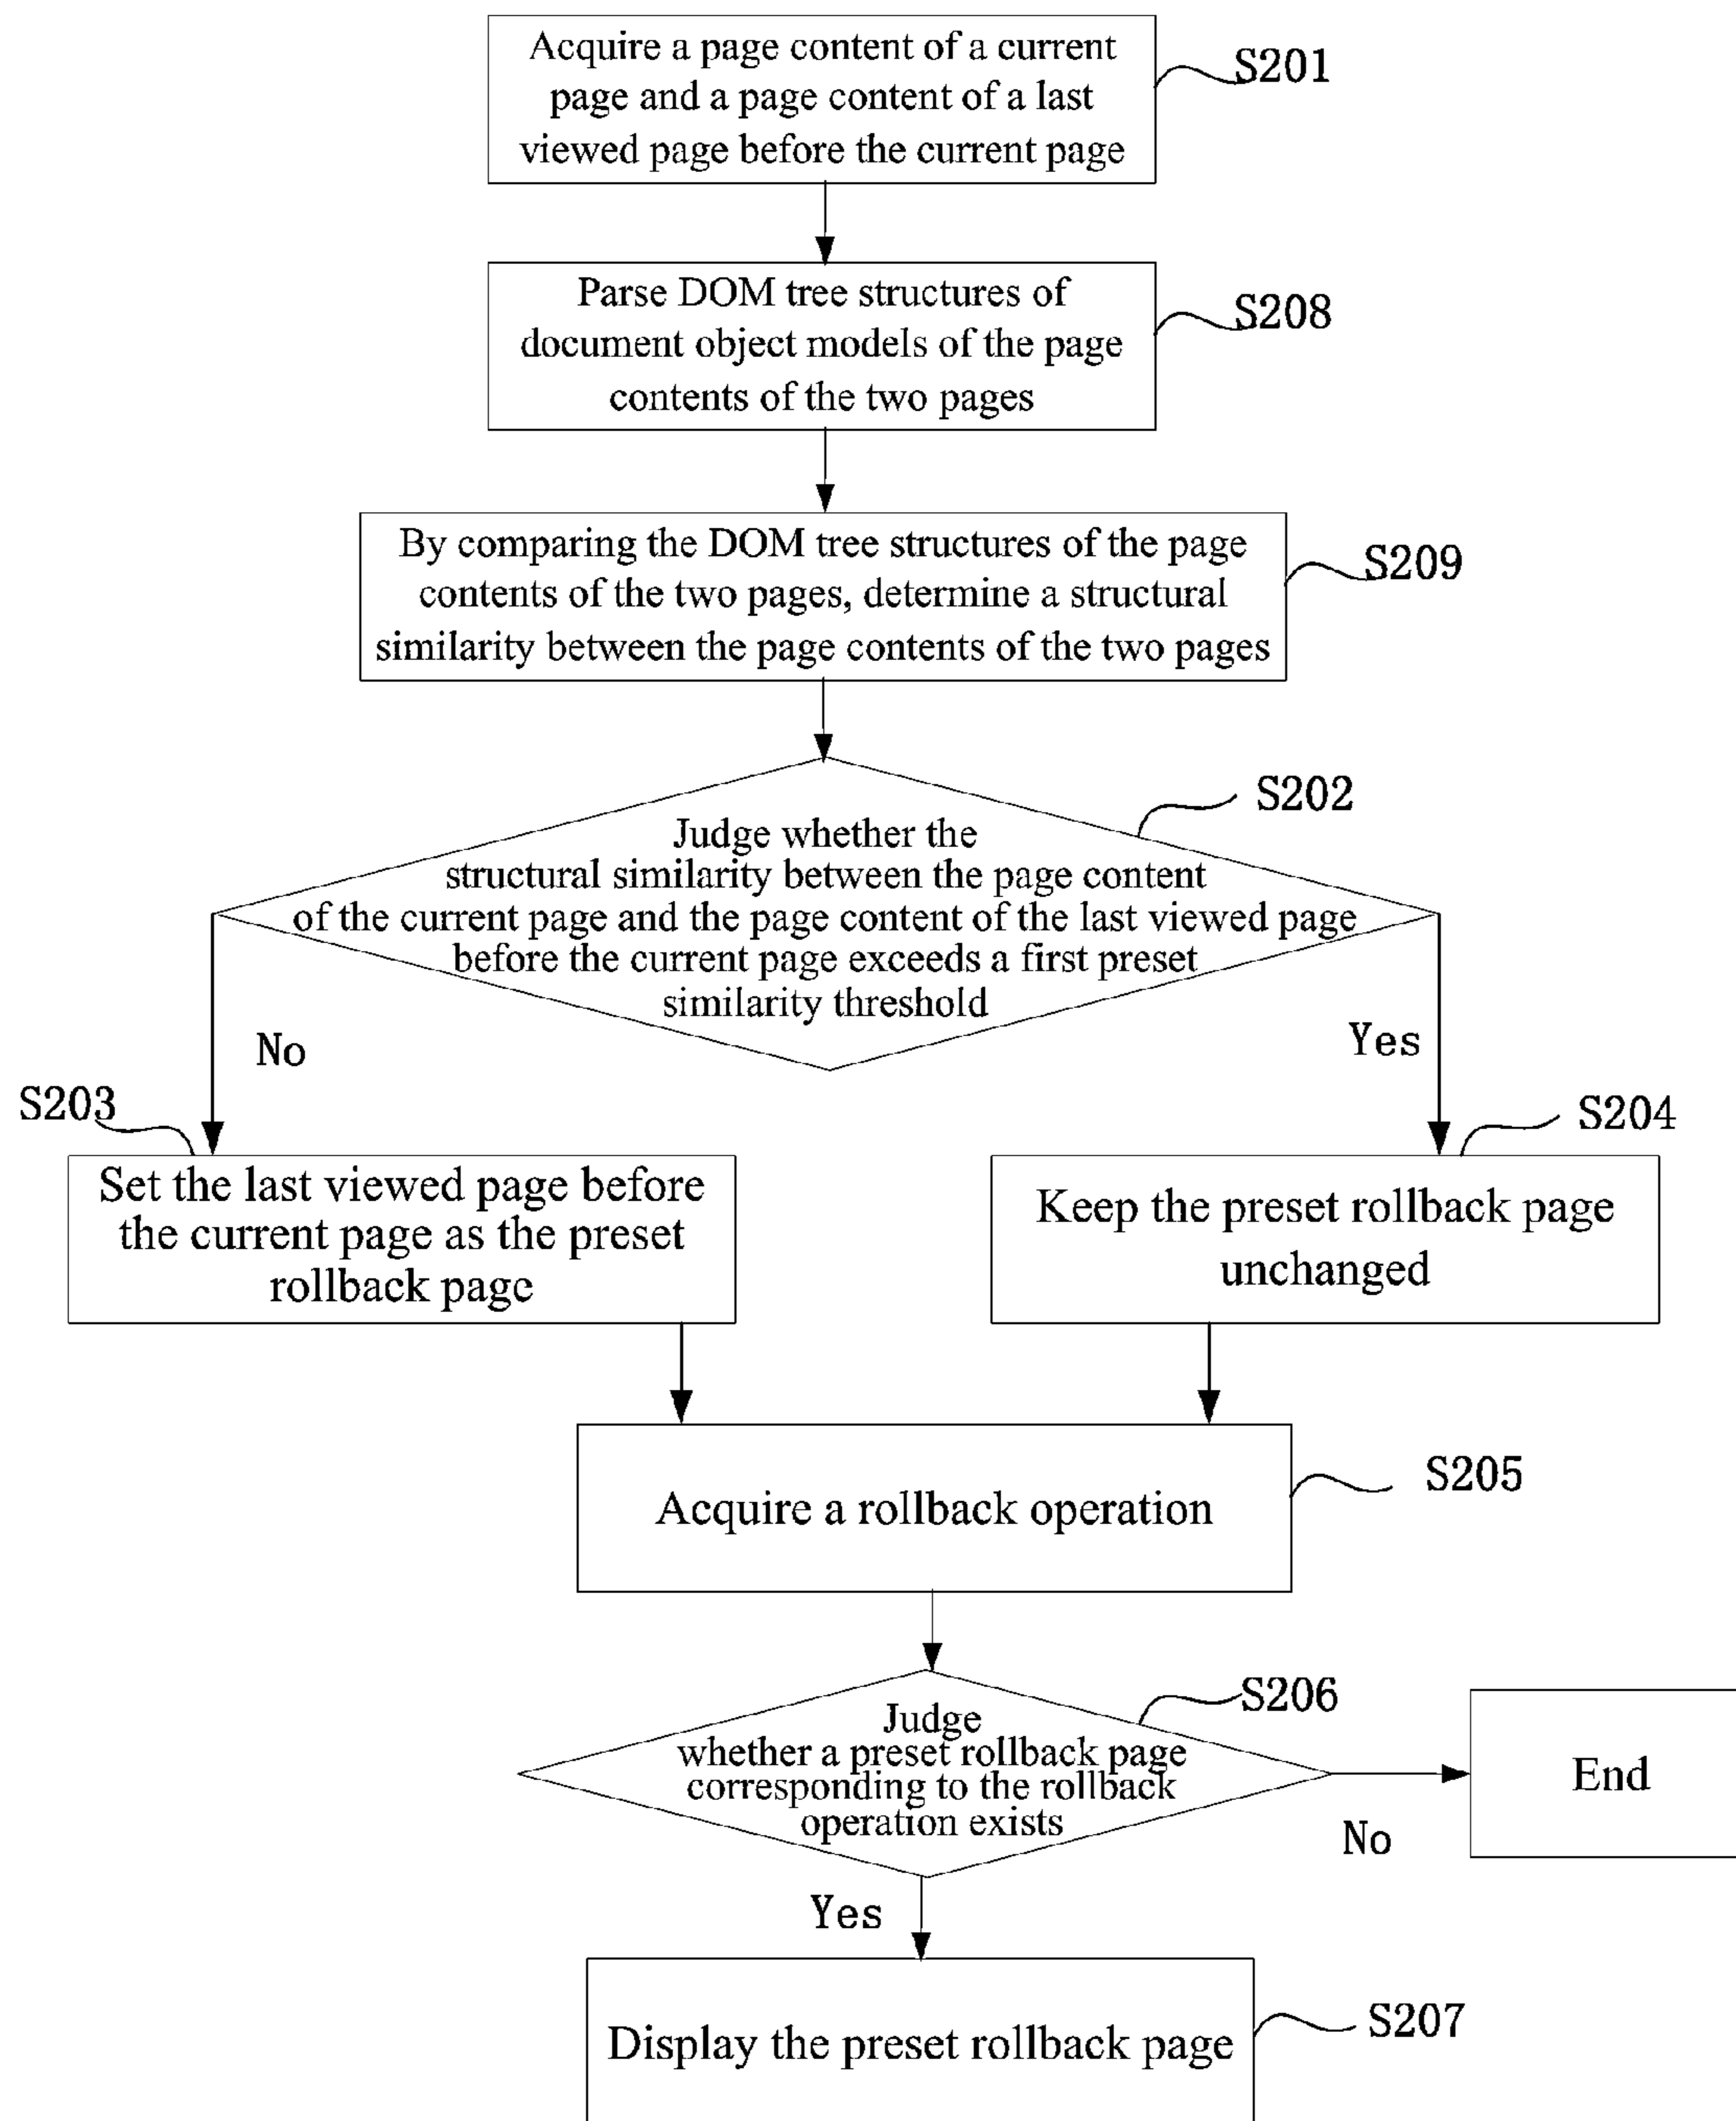 Acquire a page content of a current
page and a page content of a last
viewed page before the current page
S201
Parse DOM tree structures of
document object models of the page
contents of the two pages
S208
By comparing the DOM tree structures of the page
contents of the two pages, determine a structural
similarity between the page contents of the two pages
S209
Judge whether the
structural similarity between the page content
of the current page and the page content of the last viewed page
before the current page exceeds a first preset
similarity threshold
S202
No
Yes
S203
Set the last viewed page before
the current page as the preset
rollback page
S204
Keep the preset rollback page
unchanged
Acquire a rollback operation
S205
Judge
whether a preset rollback page
corresponding to the rollback
operation exists
S206
No
End
Yes
Display the preset rollback page
S207